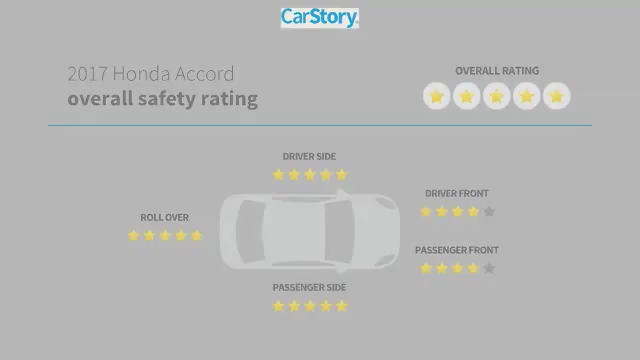 CarStory
2017 Honda Accord
overall safety rating
OVERALL RATING
DRIVER SIDE
DRIVER FRONT
ROLL OVER
PASSENGER FRONT
PASSENGER SIDE